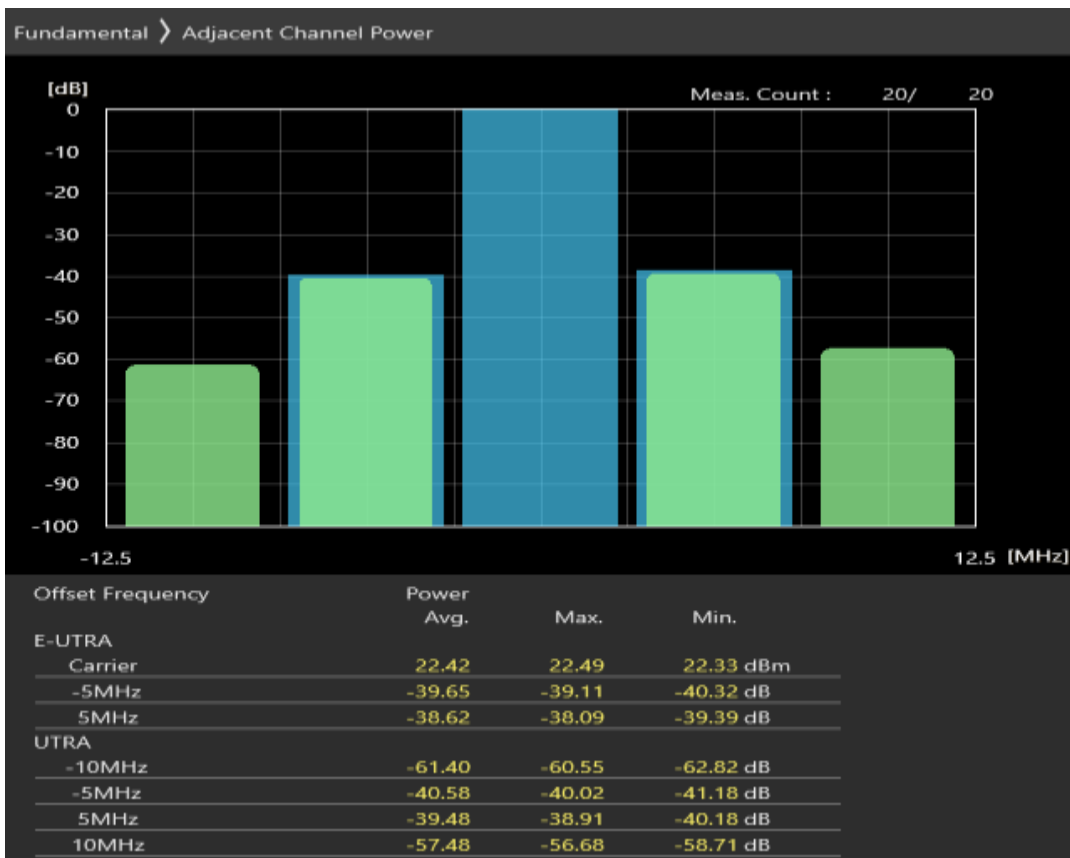 Fundamental 〉 Adjacent Channel Power
[dB]
Meas. Count : 20/ 20
0
-10
-20
-30
-40
-50
-60
-70
-80
-90
-100
-12.5 12.5 [MHz]
Offset Frequency Power
Avg. Max. Min.
E-UTRA
Carrier 22.42 22.49 22.33 dBm
-5MHz -39.65 -39.11 -40.32 dB
5MHz -38.62 -38.09 -39.39 dB
UTRA
-10MHz -61.40 -60.55 -62.82 dB
-5MHz -40.58 -40.02 -41.18 dB
5MHz -39.48 -38.91 -40.18 dB
10MHz -57.48 -56.68 -58.71 dB